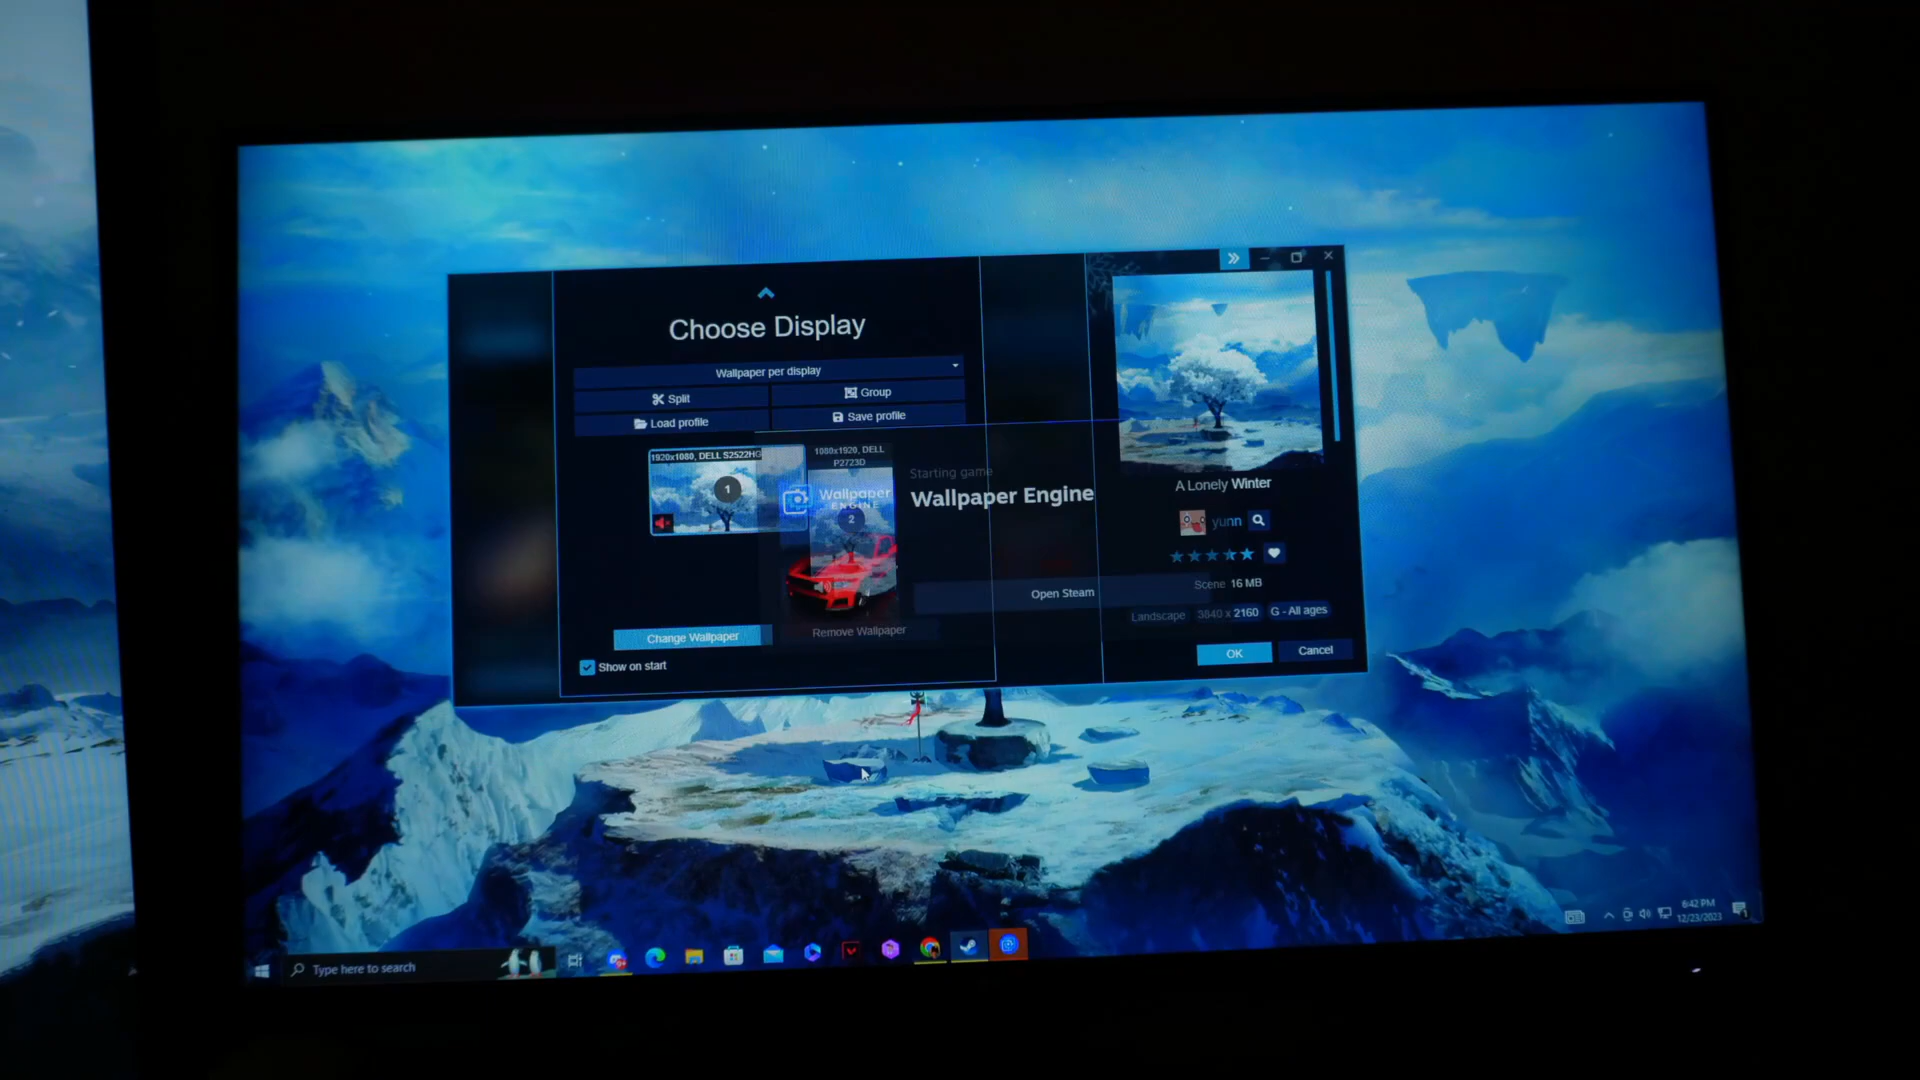 Choose Display
Wallpaper per display
Split
Group
Load profile
Save profile
1920x1080, DELL S2522HG
1080x1920, DELL
P2723D
1
Wallpaper
ENGINE
2
Starting game
Wallpaper Engine
Open Steam
Change Wallpaper
Remove Wallpaper
Show on start
A Lonely Winter
yunn
Scene 16 MB
Landscape 3840 x 2160 G - All ages
OK
Cancel
Type here to search
6:42 PM
12/23/2023